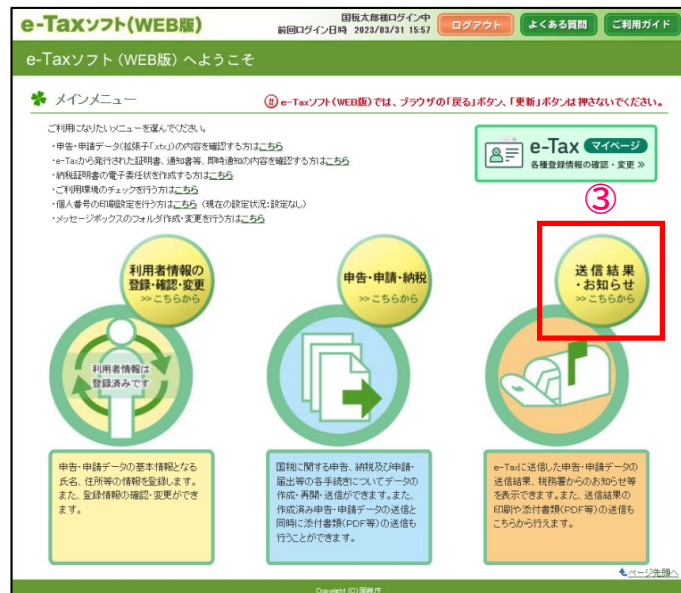 e-Taxソフト(WEB版)
国税太郎様ログイン中
前回ログイン日時 2023/03/31 15:57
ログアウト
よくある質問
ご利用ガイド
e-Taxソフト（WEB版）へようこそ
メインメニュー
e-Taxソフト(WEB版)では、ブラウザの「戻る」ボタン、「更新」ボタンは押さないでください。
ご利用になりたいメニューを選んでください。
・申告・申請データ(拡張子「xtx」)の内容を確認する方はこちら
・e-Taxから発行された証明書、通知書等、即時通知の内容を確認する方はこちら
・納税証明書の電子委任状を作成する方はこちら
・ご利用環境のチェックを行う方はこちら
・個人番号の印刷設定を行う方はこちら（現在の設定状況:設定なし）
・メッセージボックスのフォルダ作成・変更を行う方はこちら
e-Tax マイページ
各種登録情報の確認・変更 »
③
利用者情報の
登録・確認・変更
>>こちらから
利用者情報は
登録済みです
申告・申請・納税
>>こちらから
送信結果
・お知らせ
>>こちらから
申告・申請データの基本情報となる
氏名、住所等の情報を登録します。
また、登録情報の確認・変更ができ
ます。
国税に関する申告、納税及び申請・
届出等の各手続きについてデータの
作成・再開・送信ができます。また、
作成済み申告・申請データの送信と
同時に添付書類(PDF等)の送信も
行うことができます。
e-Taxに送信した申告・申請データの
送信結果、税務署からのお知らせ等
を表示できます。また、送信結果の
印刷や添付書類(PDF等)の送信も
こちらから行えます。
ページ先頭へ
Copyright (C) 国税庁